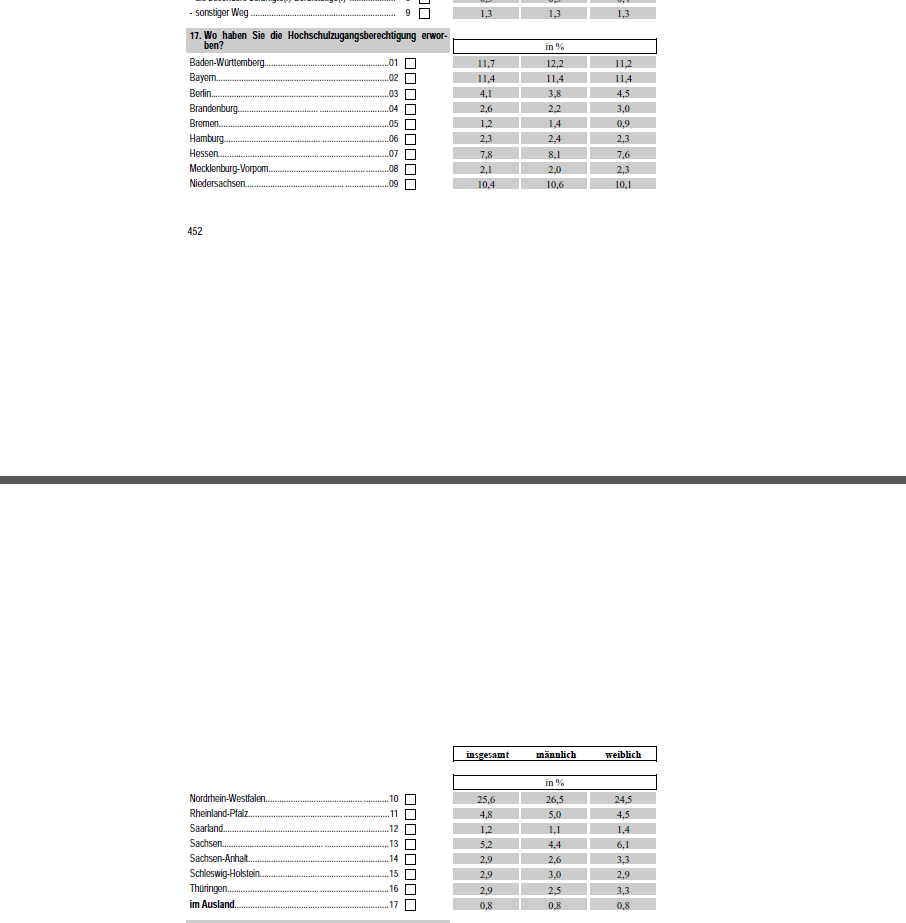 - sonstiger Weg ........ 9 □ 1,3 1,3 1,3
17. Wo haben Sie die Hochschulzugangsberechtigung erwor-
ben?
in %
Baden-Württemberg........01 □ 11,7 12,2 11,2
Bayern........02 □ 11,4 11,4 11,4
Berlin........03 □ 4,1 3,8 4,5
Brandenburg........04 □ 2,6 2,2 3,0
Bremen........05 □ 1,2 1,4 0,9
Hamburg........06 □ 2,3 2,4 2,3
Hessen........07 □ 7,8 8,1 7,6
Mecklenburg-Vorpom........08 □ 2,1 2,0 2,3
Niedersachsen........09 □ 10,4 10,6 10,1
452
insgesamt männlich weiblich
in %
Nordrhein-Westfalen........10 □ 25,6 26,5 24,5
Rheinland-Pfalz........11 □ 4,8 5,0 4,5
Saarland........12 □ 1,2 1,1 1,4
Sachsen........13 □ 5,2 4,4 6,1
Sachsen-Anhalt........14 □ 2,9 2,6 3,3
Schleswig-Holstein........15 □ 2,9 3,0 2,9
Thüringen........16 □ 2,9 2,5 3,3
im Ausland........17 □ 0,8 0,8 0,8